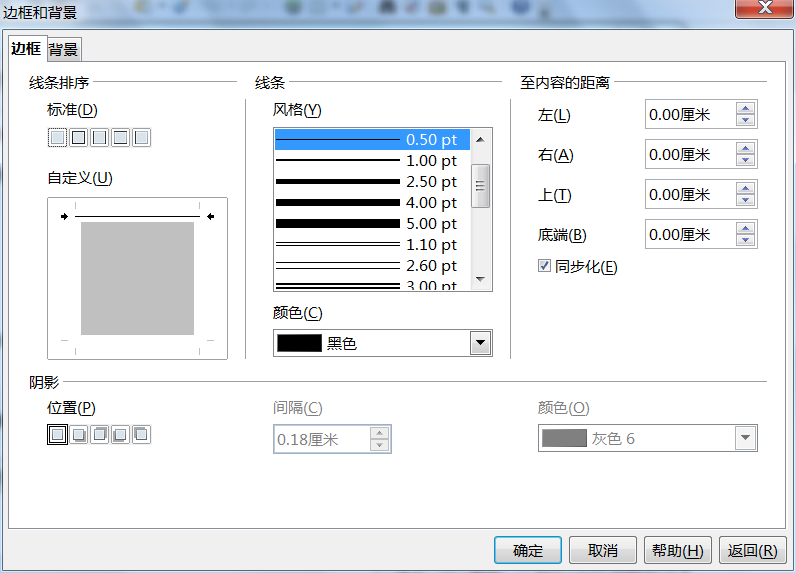 边框和背景
边框 背景
线条排序
标准(D)
自定义(U)
线条
风格(Y)
0.50 pt
1.00 pt
2.50 pt
4.00 pt
5.00 pt
1.10 pt
2.60 pt
3.00 pt
颜色(C)
黑色
至内容的距离
左(L) 0.00厘米
右(A) 0.00厘米
上(T) 0.00厘米
底端(B) 0.00厘米
同步化(E)
阴影
位置(P)
间隔(C)
0.18厘米
颜色(O)
灰色 6
确定 取消 帮助(H) 返回(R)